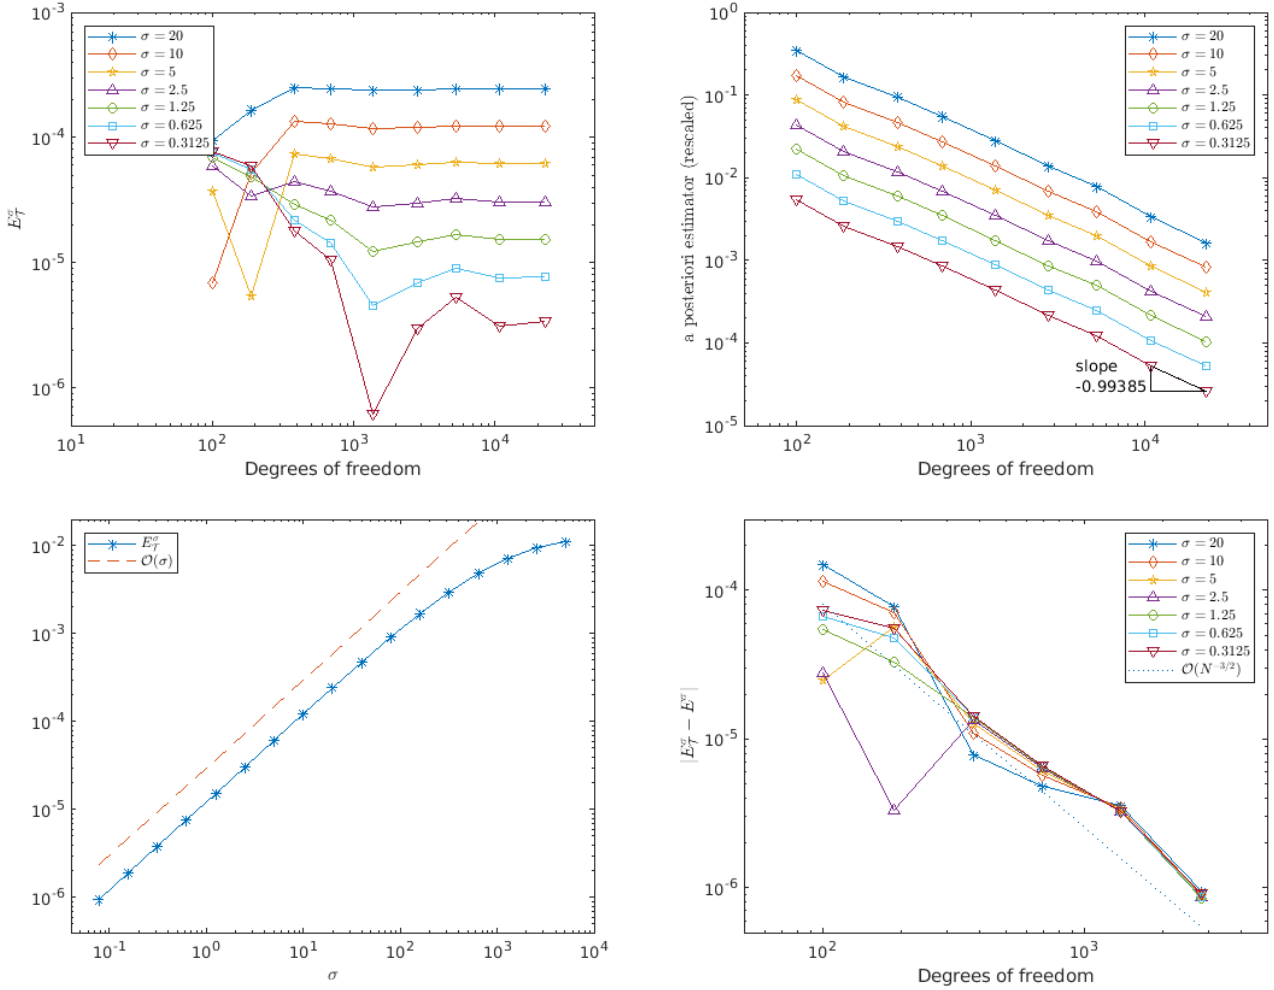 10^-3
10^-4
10^-5
10^-6
10^1
10^2
10^3
10^4
E_𝒯^σ
Degrees of freedom
σ = 20
σ = 10
σ = 5
σ = 2.5
σ = 1.25
σ = 0.625
σ = 0.3125
10^0
10^-1
10^-2
10^-3
10^-4
10^-5
10^2
10^3
10^4
a posteriori estimator (rescaled)
Degrees of freedom
σ = 20
σ = 10
σ = 5
σ = 2.5
σ = 1.25
σ = 0.625
σ = 0.3125
slope
-0.99385
10^-2
10^-3
10^-4
10^-5
10^-6
10^-1
10^0
10^1
10^2
10^3
10^4
σ
E_𝒯^σ
𝒪(σ)
10^-4
10^-5
10^-6
10^2
10^3
|E_𝒯^σ − E^σ|
Degrees of freedom
σ = 20
σ = 10
σ = 5
σ = 2.5
σ = 1.25
σ = 0.625
σ = 0.3125
𝒪(N^−3/2)